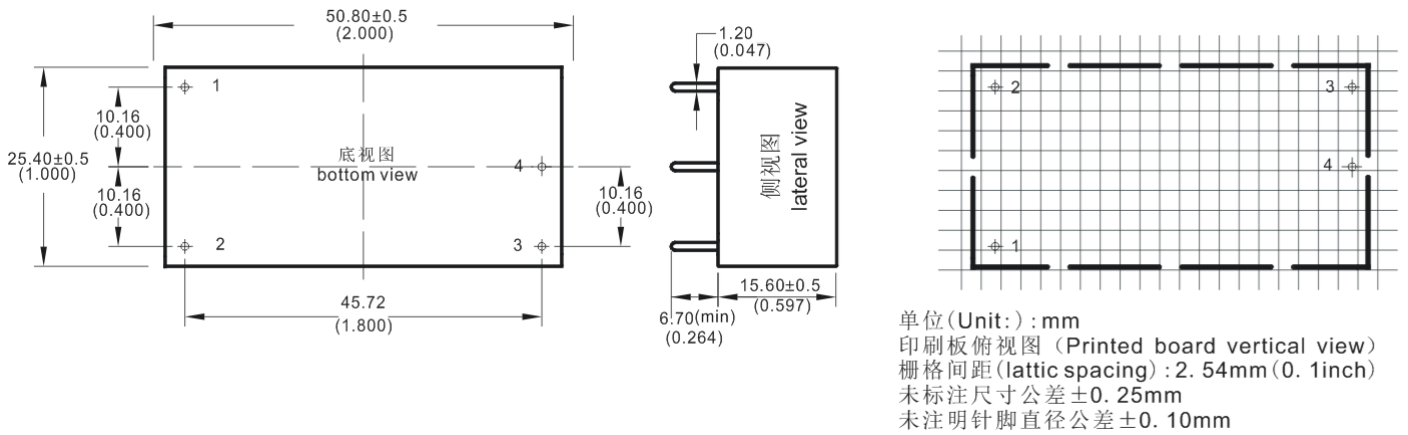 50.80±0.5
(2.000)
1
10.16
(0.400)
25.40±0.5
(1.000)
底视图
bottom view
4
10.16
(0.400)
10.16
(0.400)
2
3
45.72
(1.800)
1.20
(0.047)
侧视图
lateral view
15.60±0.5
(0.597)
6.70(min)
(0.264)
2
3
4
1
单位(Unit:):mm
印刷板俯视图（Printed board vertical view）
栅格间距(lattic spacing):2.54mm(0.1inch)
未标注尺寸公差±0.25mm
未注明针脚直径公差±0.10mm